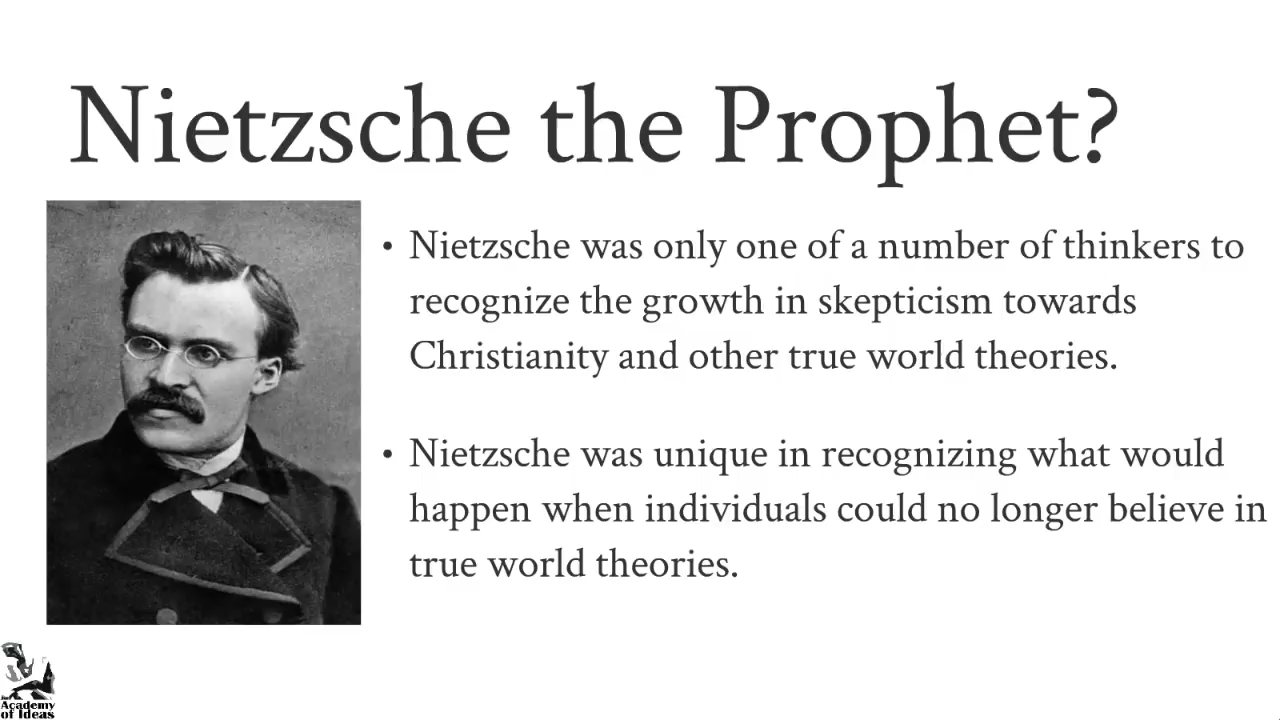 Nietzsche the Prophet?
• Nietzsche was only one of a number of thinkers to
recognize the growth in skepticism towards
Christianity and other true world theories.
• Nietzsche was unique in recognizing what would
happen when individuals could no longer believe in
true world theories.
Academy
of Ideas